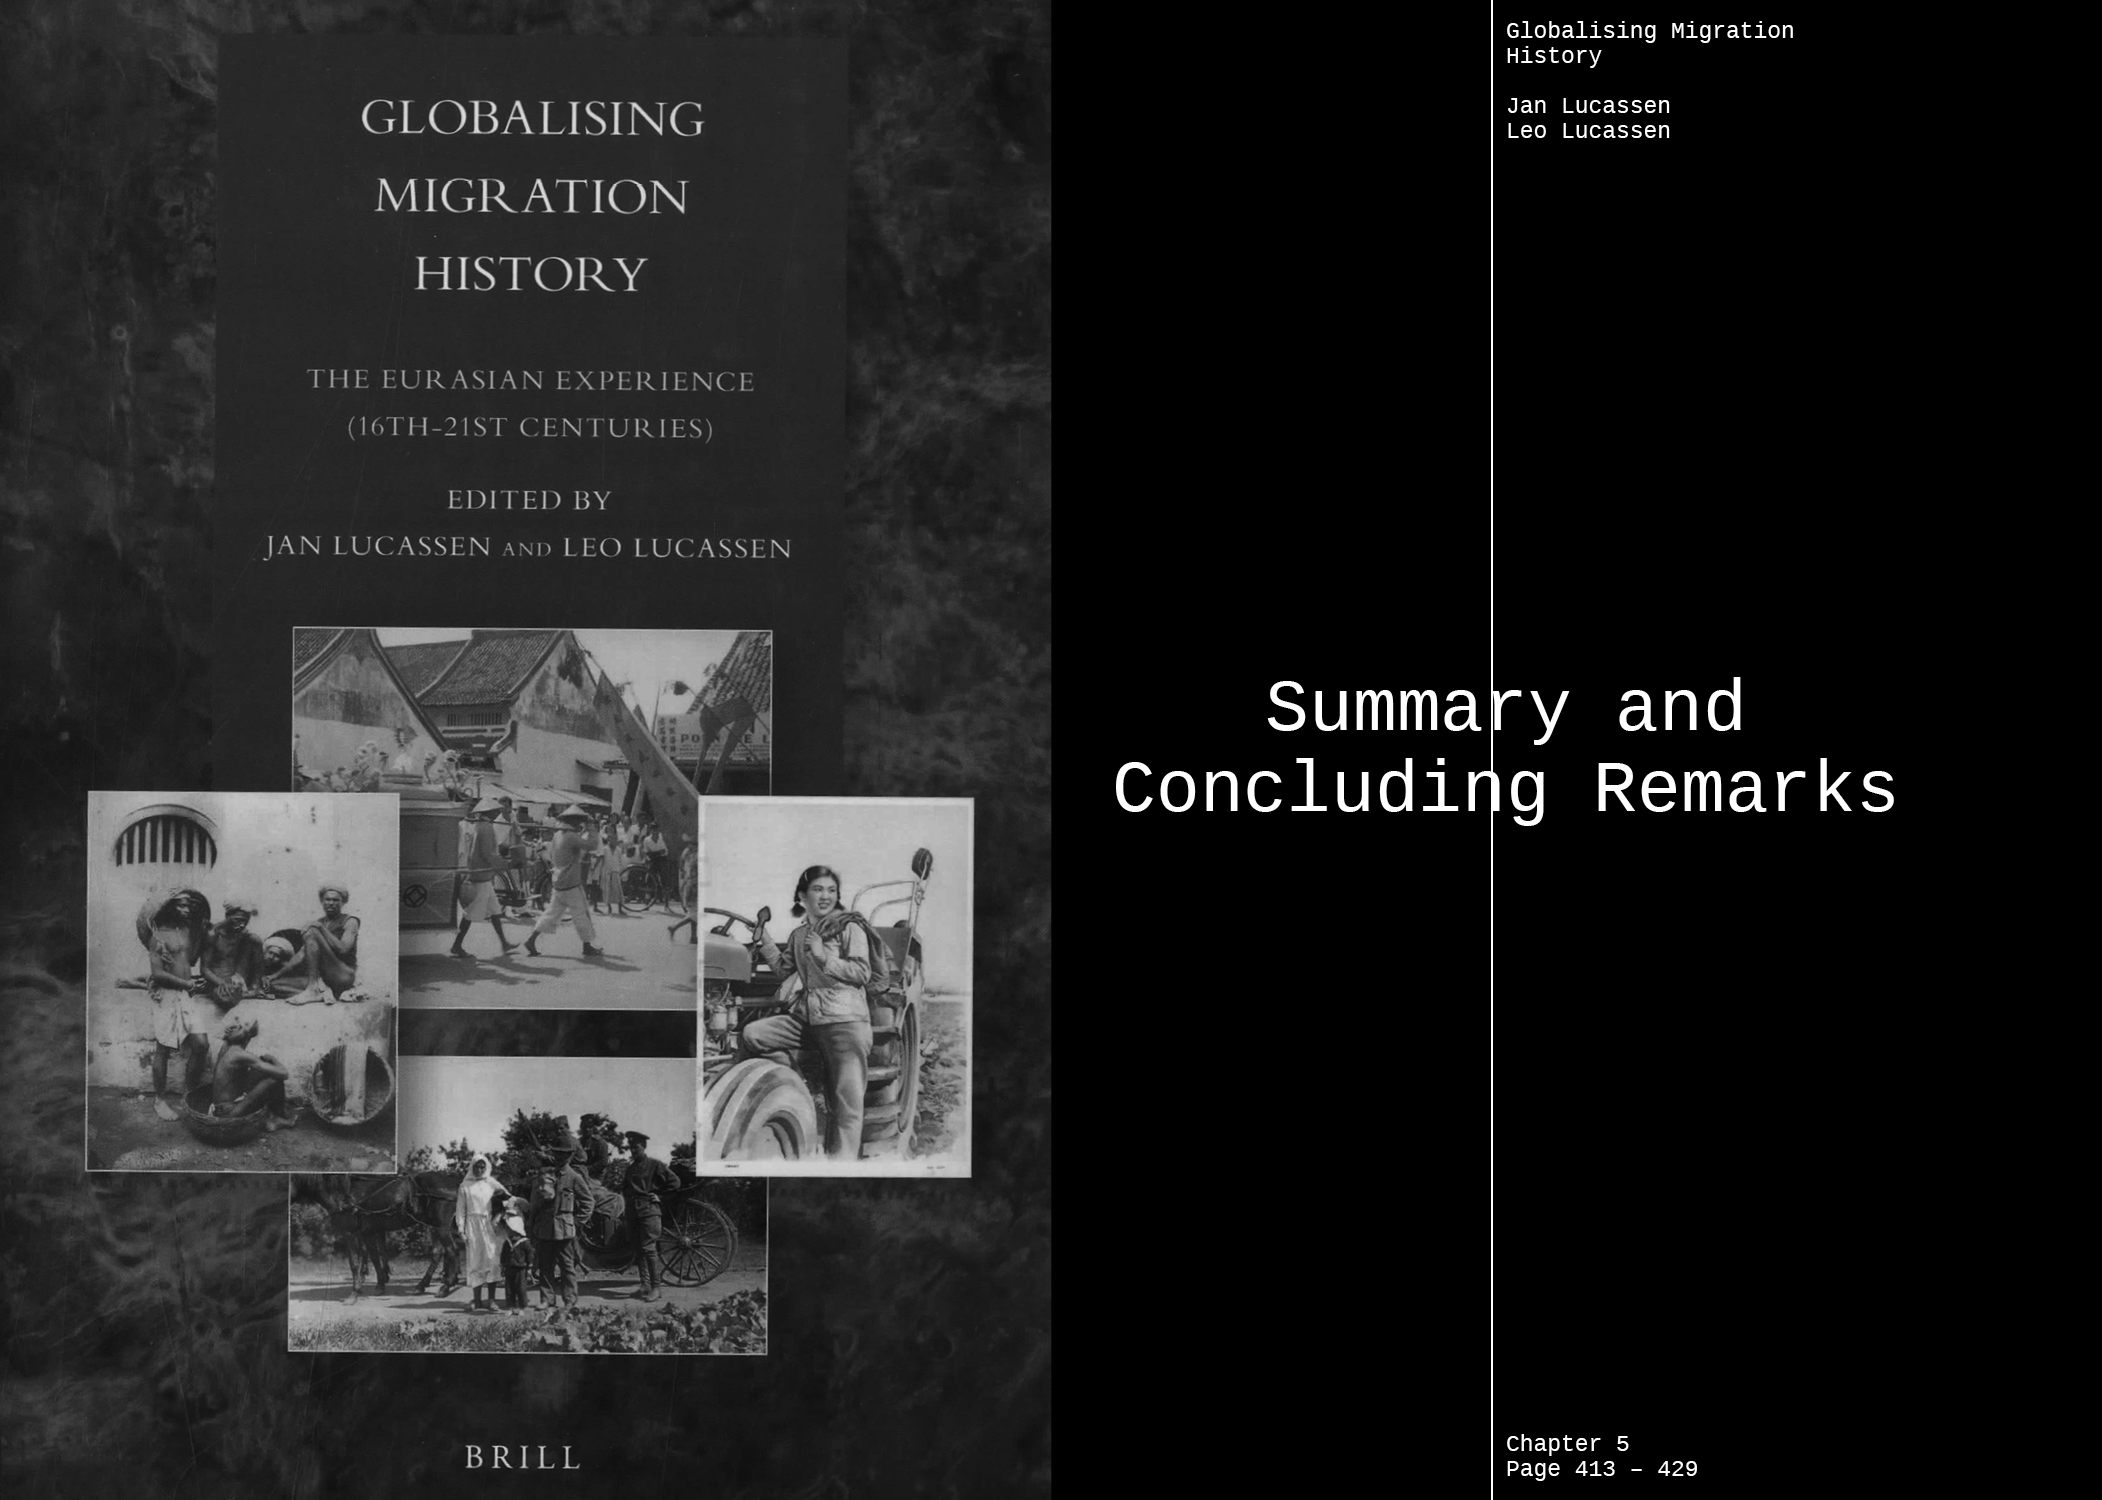 GLOBALISING
MIGRATION
HISTORY
THE EURASIAN EXPERIENCE
(16TH-21ST CENTURIES)
EDITED BY
JAN LUCASSEN AND LEO LUCASSEN
BRILL
Globalising Migration
History
Jan Lucassen
Leo Lucassen
Summary and
Concluding Remarks
Chapter 5
Page 413 – 429